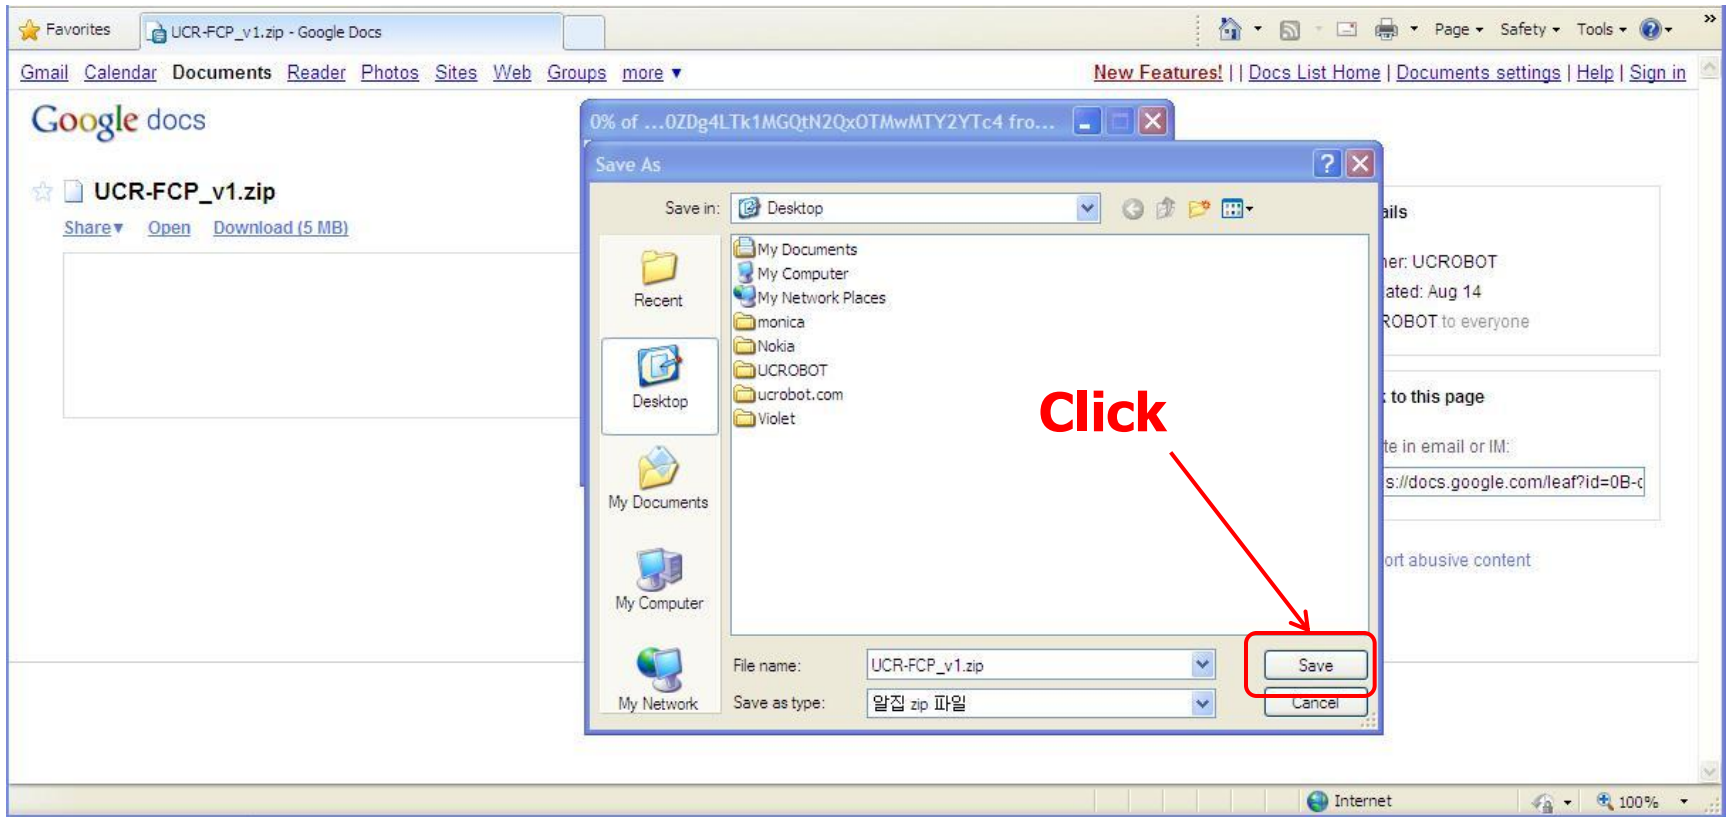 Favorites
UCR-FCP_v1.zip - Google Docs
Page
Safety
Tools
Gmail Calendar Documents Reader Photos Sites Web Groups more ▼
New Features! | | Docs List Home | Documents settings | Help | Sign in
Google docs
UCR-FCP_v1.zip
Share▼ Open Download (5 MB)
0% of ...0ZDg4LTk1MGQtN2QxOTMwMTY2YTc4 fro...
Save As
Save in:
Desktop
Recent
Desktop
My Documents
My Computer
My Network
My Documents
My Computer
My Network Places
monica
Nokia
UCROBOT
ucrobot.com
Violet
Click
File name:
UCR-FCP_v1.zip
Save
Save as type:
알집 zip 파일
Cancel
ails
ner: UCROBOT
ated: Aug 14
ROBOT to everyone
to this page
te in email or IM:
s://docs.google.com/leaf?id=0B-c
ort abusive content
Internet
100%